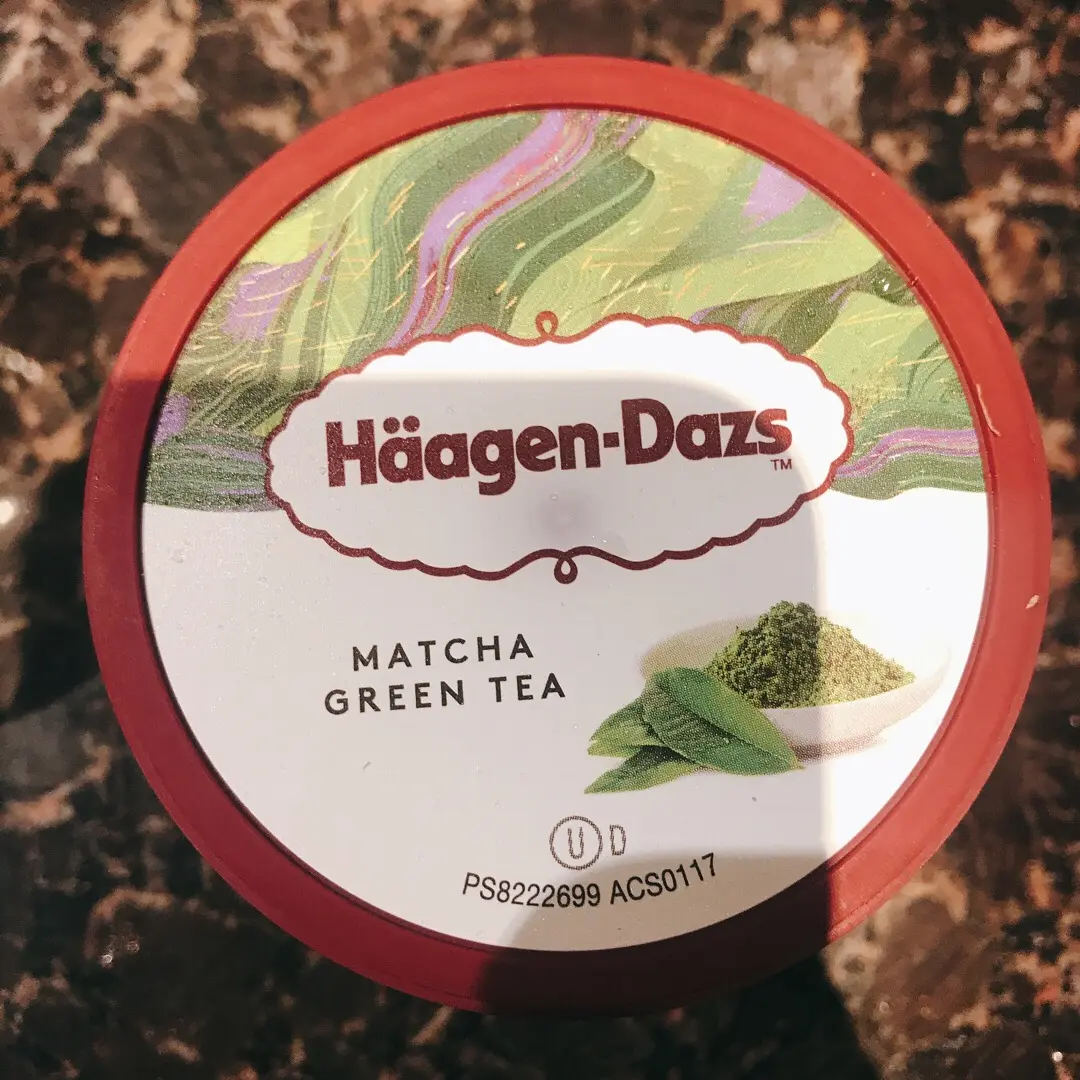 Häagen-Dazs
TM
MATCHA
GREEN TEA
U D
PS8222699 ACS0117